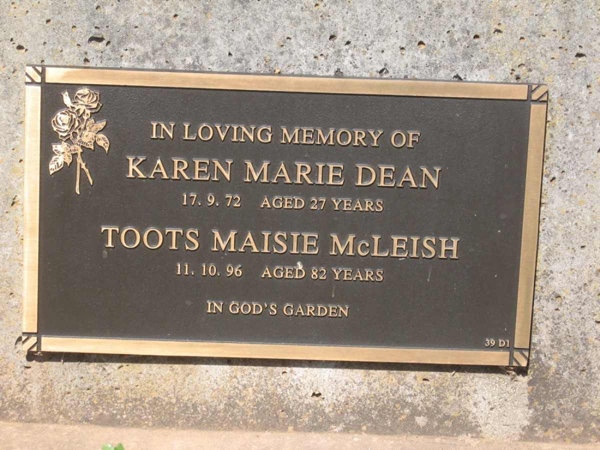 IN LOVING MEMORY OF
KAREN MARIE DEAN
17. 9. 72 AGED 27 YEARS
TOOTS MAISIE McLEISH
11. 10. 96 AGED 82 YEARS
IN GOD'S GARDEN
39 D1